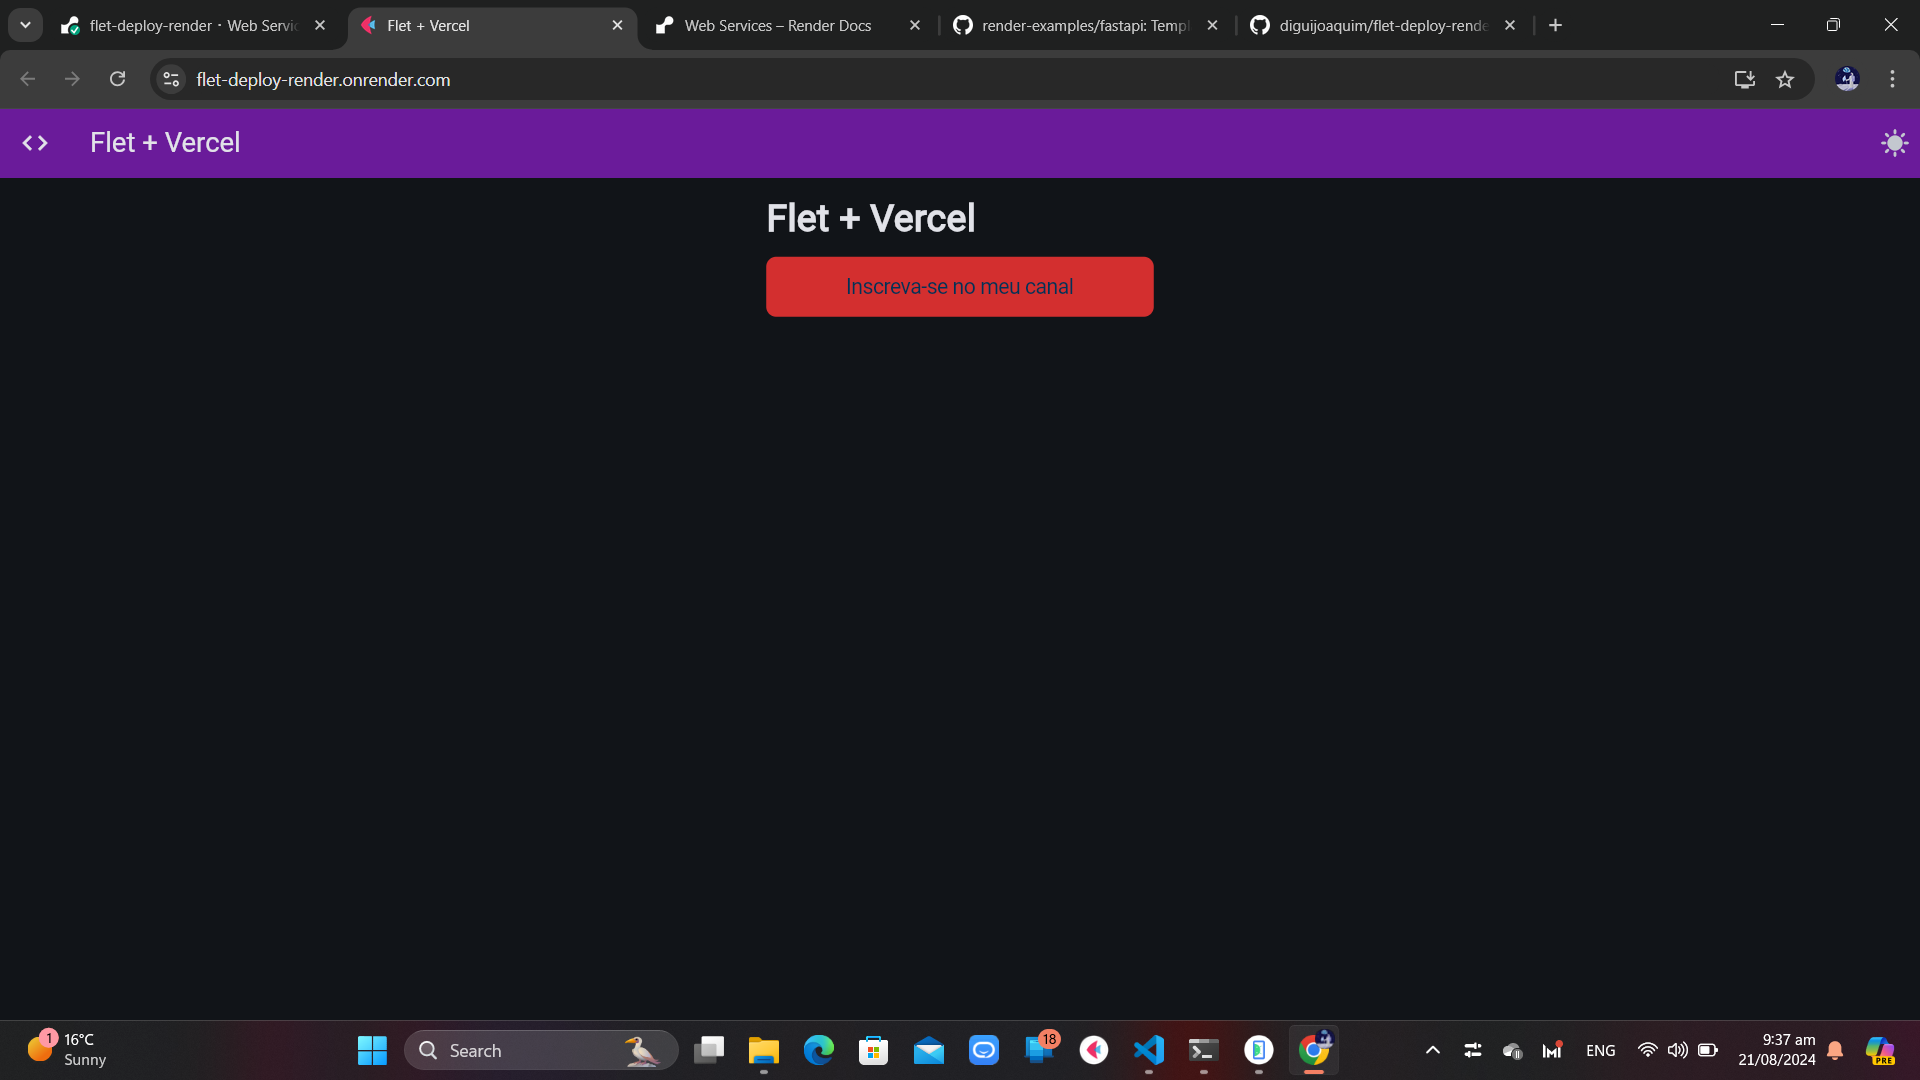 flet-deploy-render · Web Servic
Flet + Vercel
Web Services – Render Docs
render-examples/fastapi: Templ
diguijoaquim/flet-deploy-rende
flet-deploy-render.onrender.com
Flet + Vercel
Flet + Vercel
Inscreva-se no meu canal
1
16°C
Sunny
Search
18
ENG
9:37 am
21/08/2024
PRE